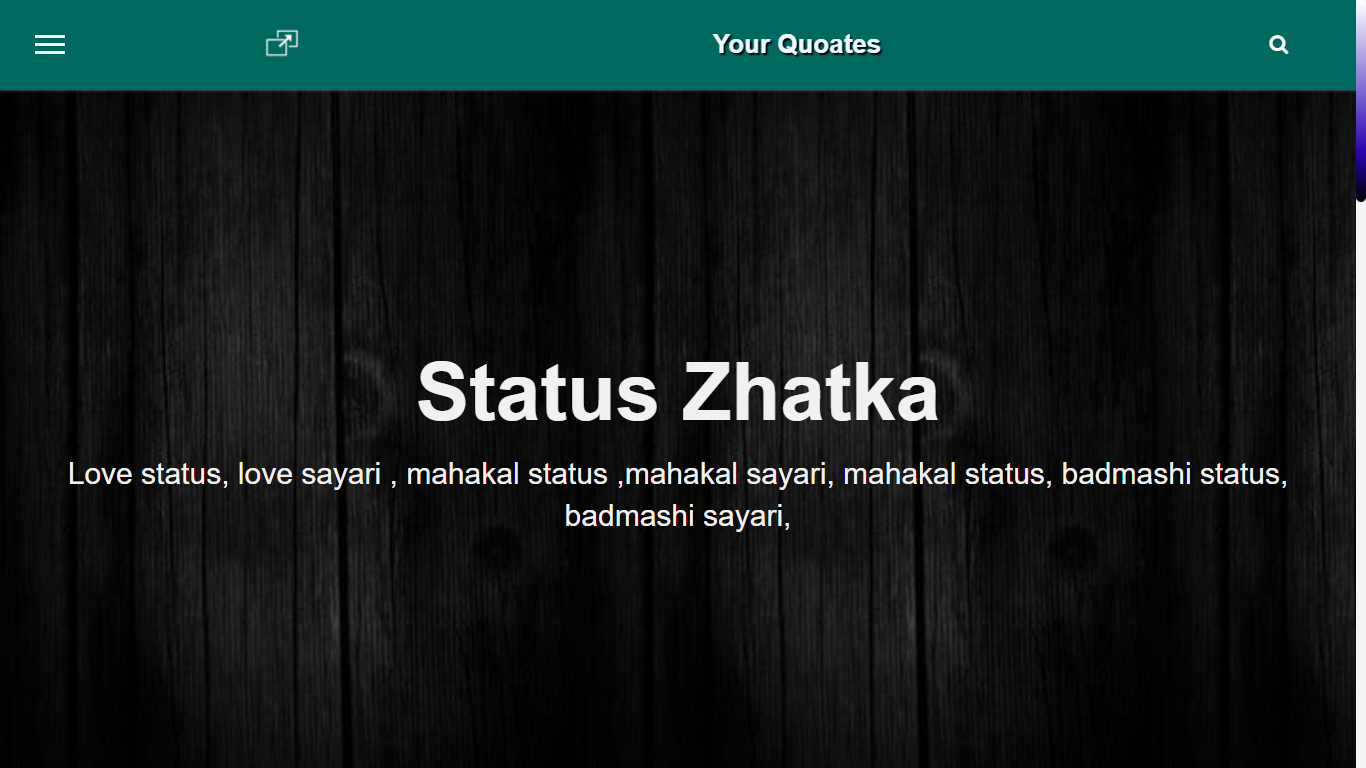 Your Quoates
Status Zhatka
Love status, love sayari , mahakal status ,mahakal sayari, mahakal status, badmashi status,
badmashi sayari,